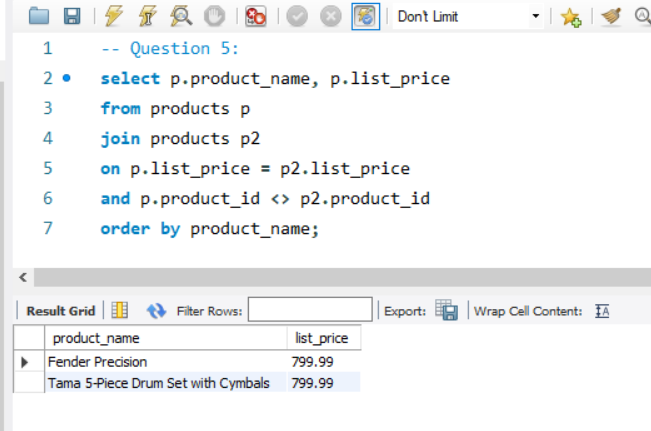 Don't Limit
1 -- Question 5:
2 select p.product_name, p.list_price
3 from products p
4 join products p2
5 on p.list_price = p2.list_price
6 and p.product_id <> p2.product_id
7 order by product_name;
Result Grid Filter Rows: Export: Wrap Cell Content:
product_name list_price
Fender Precision 799.99
Tama 5-Piece Drum Set with Cymbals 799.99